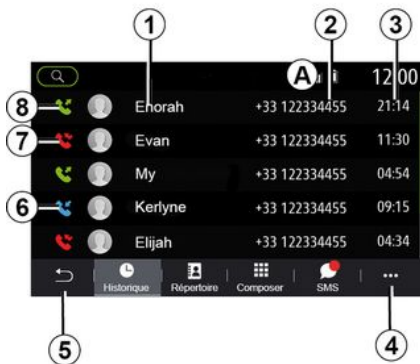 1
2
3
A
12:00
8
Enorah
+33 122334455
21:14
7
Evan
+33 122334455
11:30
My
+33 122334455
04:54
6
Kerlyne
+33 122334455
09:15
Elijah
+33 122334455
04:34
Historique
Répertoire
Composer
SMS
...
5
4